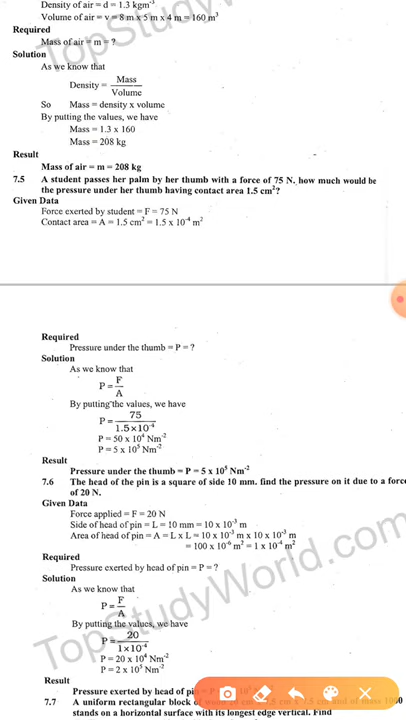 Density of air = d = 1.3 kgm⁻³
Volume of air = v = 8 m x 5 m x 4 m = 160 m³
Required
Mass of air = m = ?
Solution
As we know that
Density = Mass / Volume
So Mass = density x volume
By putting the values, we have
Mass = 1.3 x 160
Mass = 208 kg
Result
Mass of air = m = 208 kg
7.5 A student passes her palm by her thumb with a force of 75 N. how much would be
the pressure under her thumb having contact area 1.5 cm²?
Given Data
Force exerted by student = F = 75 N
Contact area = A = 1.5 cm² = 1.5 x 10⁻⁴ m²
Required
Pressure under the thumb = P = ?
Solution
As we know that
P = F / A
By putting the values, we have
P = 75 / 1.5×10⁻⁴
P = 50 x 10⁴ Nm⁻²
P = 5 x 10⁵ Nm⁻²
Result
Pressure under the thumb = P = 5 x 10⁵ Nm⁻²
7.6 The head of the pin is a square of side 10 mm. find the pressure on it due to a force
of 20 N.
Given Data
Force applied = F = 20 N
Side of head of pin = L = 10 mm = 10 x 10⁻³ m
Area of head of pin = A = L x L = 10 x 10⁻³ m x 10 x 10⁻³ m
= 100 x 10⁻⁶ m² = 1 x 10⁻⁴ m²
Required
Pressure exerted by head of pin = P = ?
Solution
As we know that
P = F / A
By putting the values, we have
P = 20 / 1×10⁻⁴
P = 20 x 10⁴ Nm⁻²
P = 2 x 10⁵ Nm⁻²
Result
Pressure exerted by head of pi
7.7 A uniform rectangular block
stands on a horizontal surface with its longest edge vertical. Find
TopStudyWorld.com